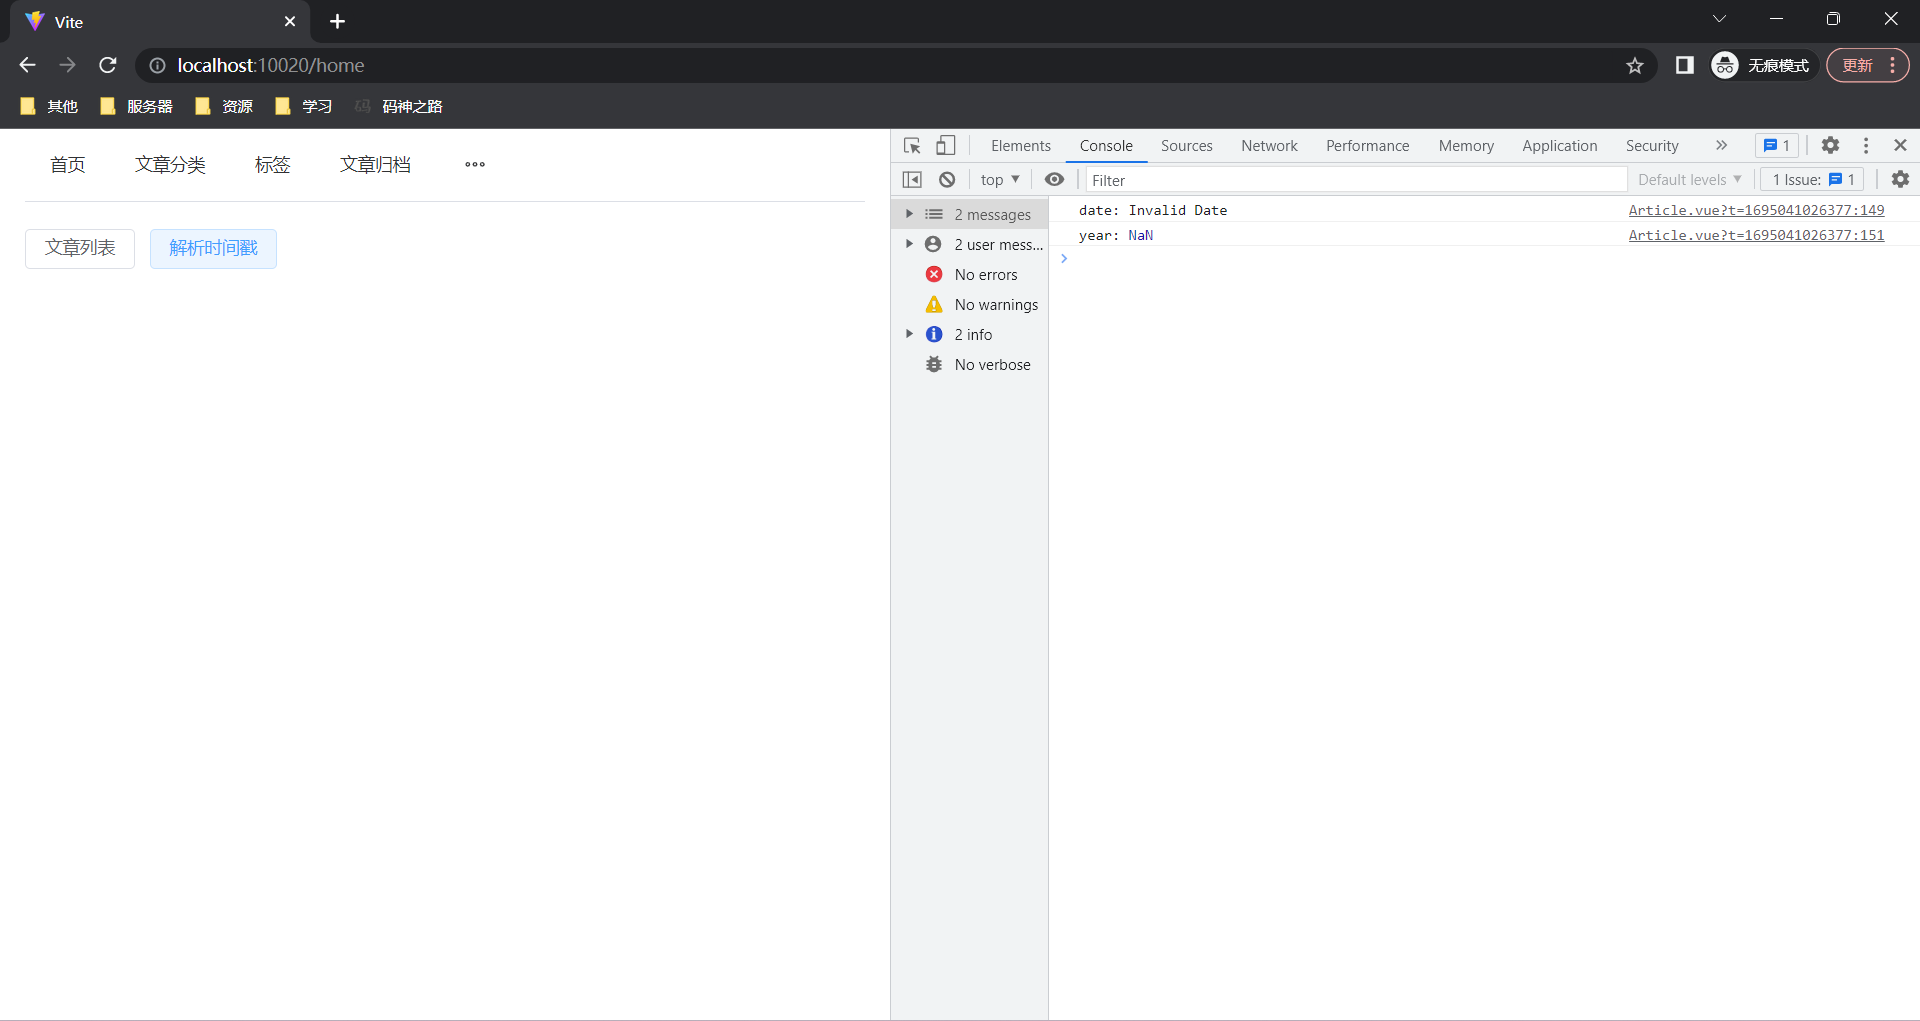 Vite
localhost:10020/home
无痕模式
更新
其他
服务器
资源
学习
码神之路
首页
文章分类
标签
文章归档
文章列表
解析时间戳
Elements
Console
Sources
Network
Performance
Memory
Application
Security
1
top
Filter
Default levels
1 Issue: 1
2 messages
2 user mess...
No errors
No warnings
2 info
No verbose
date: Invalid Date Article.vue?t=1695041026377:149
year: NaN Article.vue?t=1695041026377:151